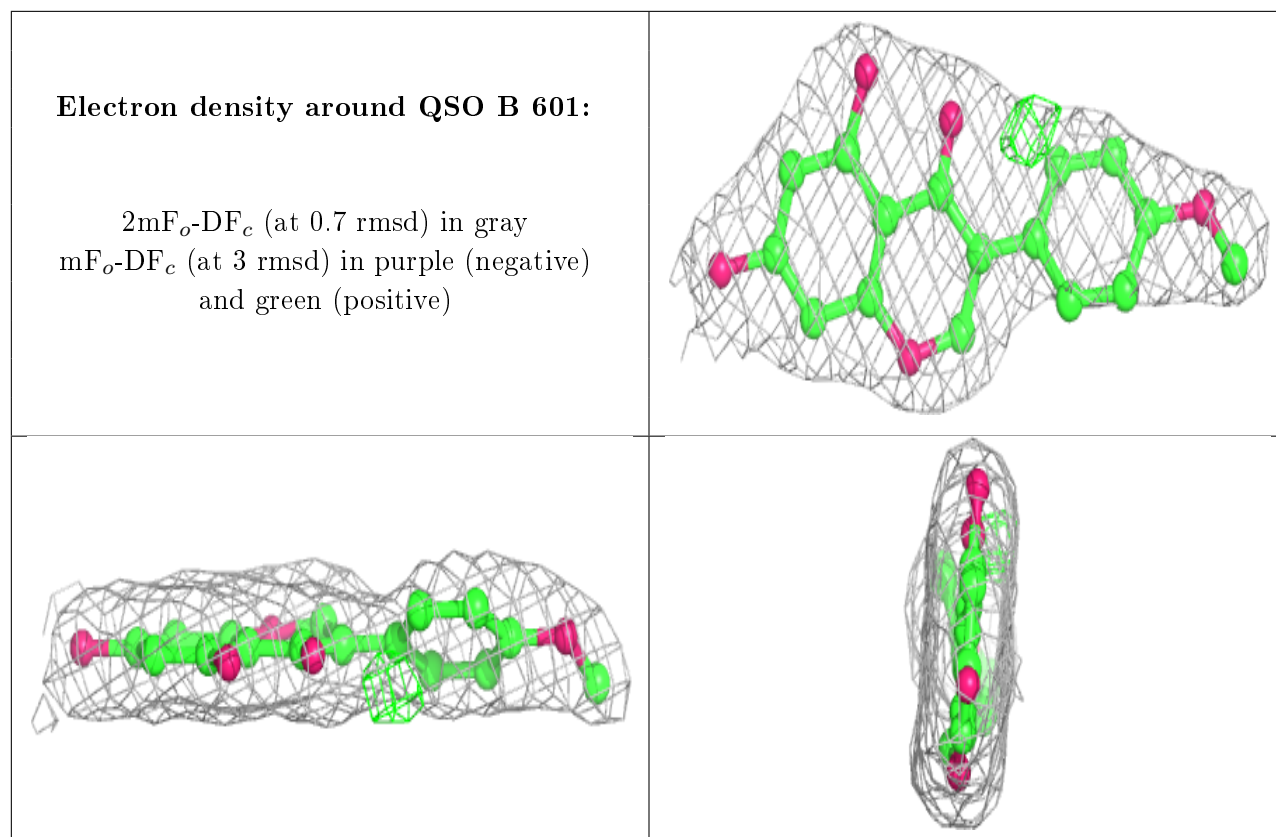 Electron density around QSO B 601:
2mFo-DFc (at 0.7 rmsd) in gray
mFo-DFc (at 3 rmsd) in purple (negative)
and green (positive)